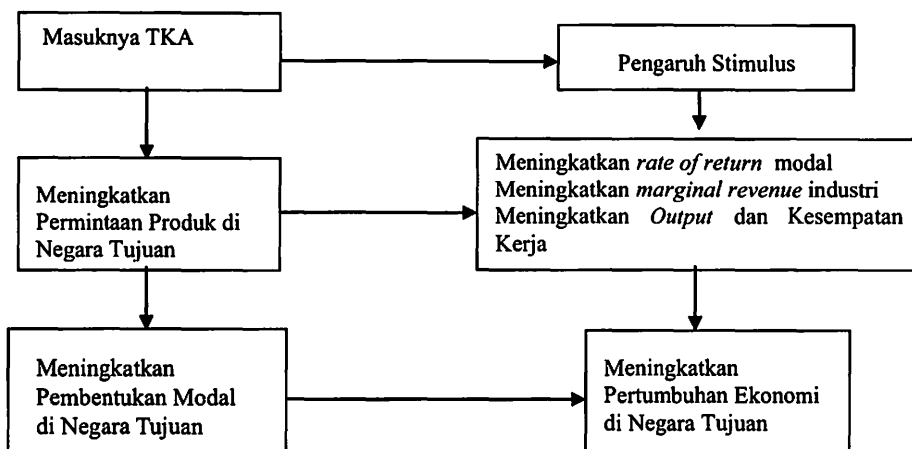 Masuknya TKA
Pengaruh Stimulus
Meningkatkan
Permintaan Produk di
Negara Tujuan
Meningkatkan rate of return modal
Meningkatkan marginal revenue industri
Meningkatkan Output dan Kesempatan
Kerja
Meningkatkan
Pembentukan Modal
di Negara Tujuan
Meningkatkan
Pertumbuhan Ekonomi
di Negara Tujuan